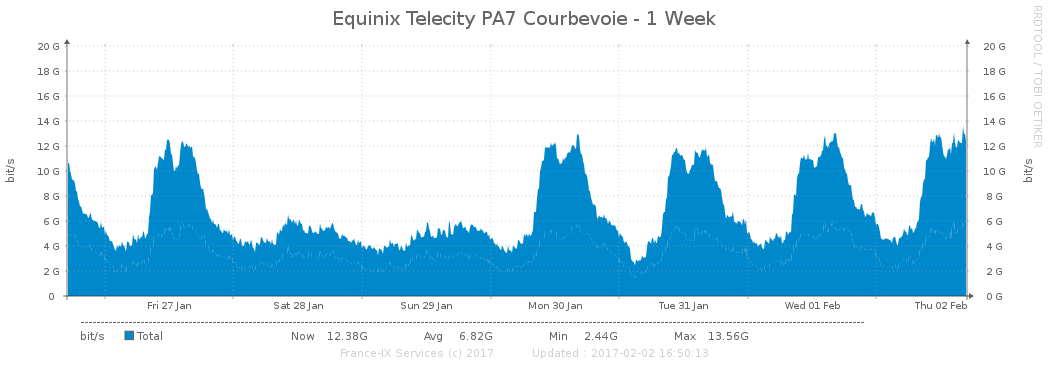 Equinix Telecity PA7 Courbevoie - 1 Week
RRDTOOL / TOBI OETIKER
20 G 20 G
18 G 18 G
16 G 16 G
14 G 14 G
12 G 12 G
10 G 10 G
8 G 8 G
6 G 6 G
4 G 4 G
2 G 2 G
0 0 G
bit/s bit/s
Fri 27 Jan Sat 28 Jan Sun 29 Jan Mon 30 Jan Tue 31 Jan Wed 01 Feb Thu 02 Feb
bit/s Total Now 12.38G Avg 6.82G Min 2.44G Max 13.56G
France-IX Services (c) 2017 Updated : 2017-02-02 16:50:13